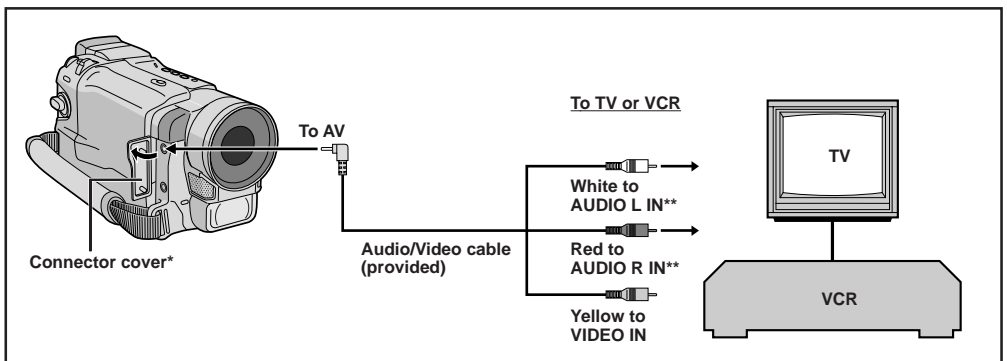 To TV or VCR
To AV
TV
White to
AUDIO L IN**
Connector cover*
Audio/Video cable
(provided)
Red to
AUDIO R IN**
VCR
Yellow to
VIDEO IN